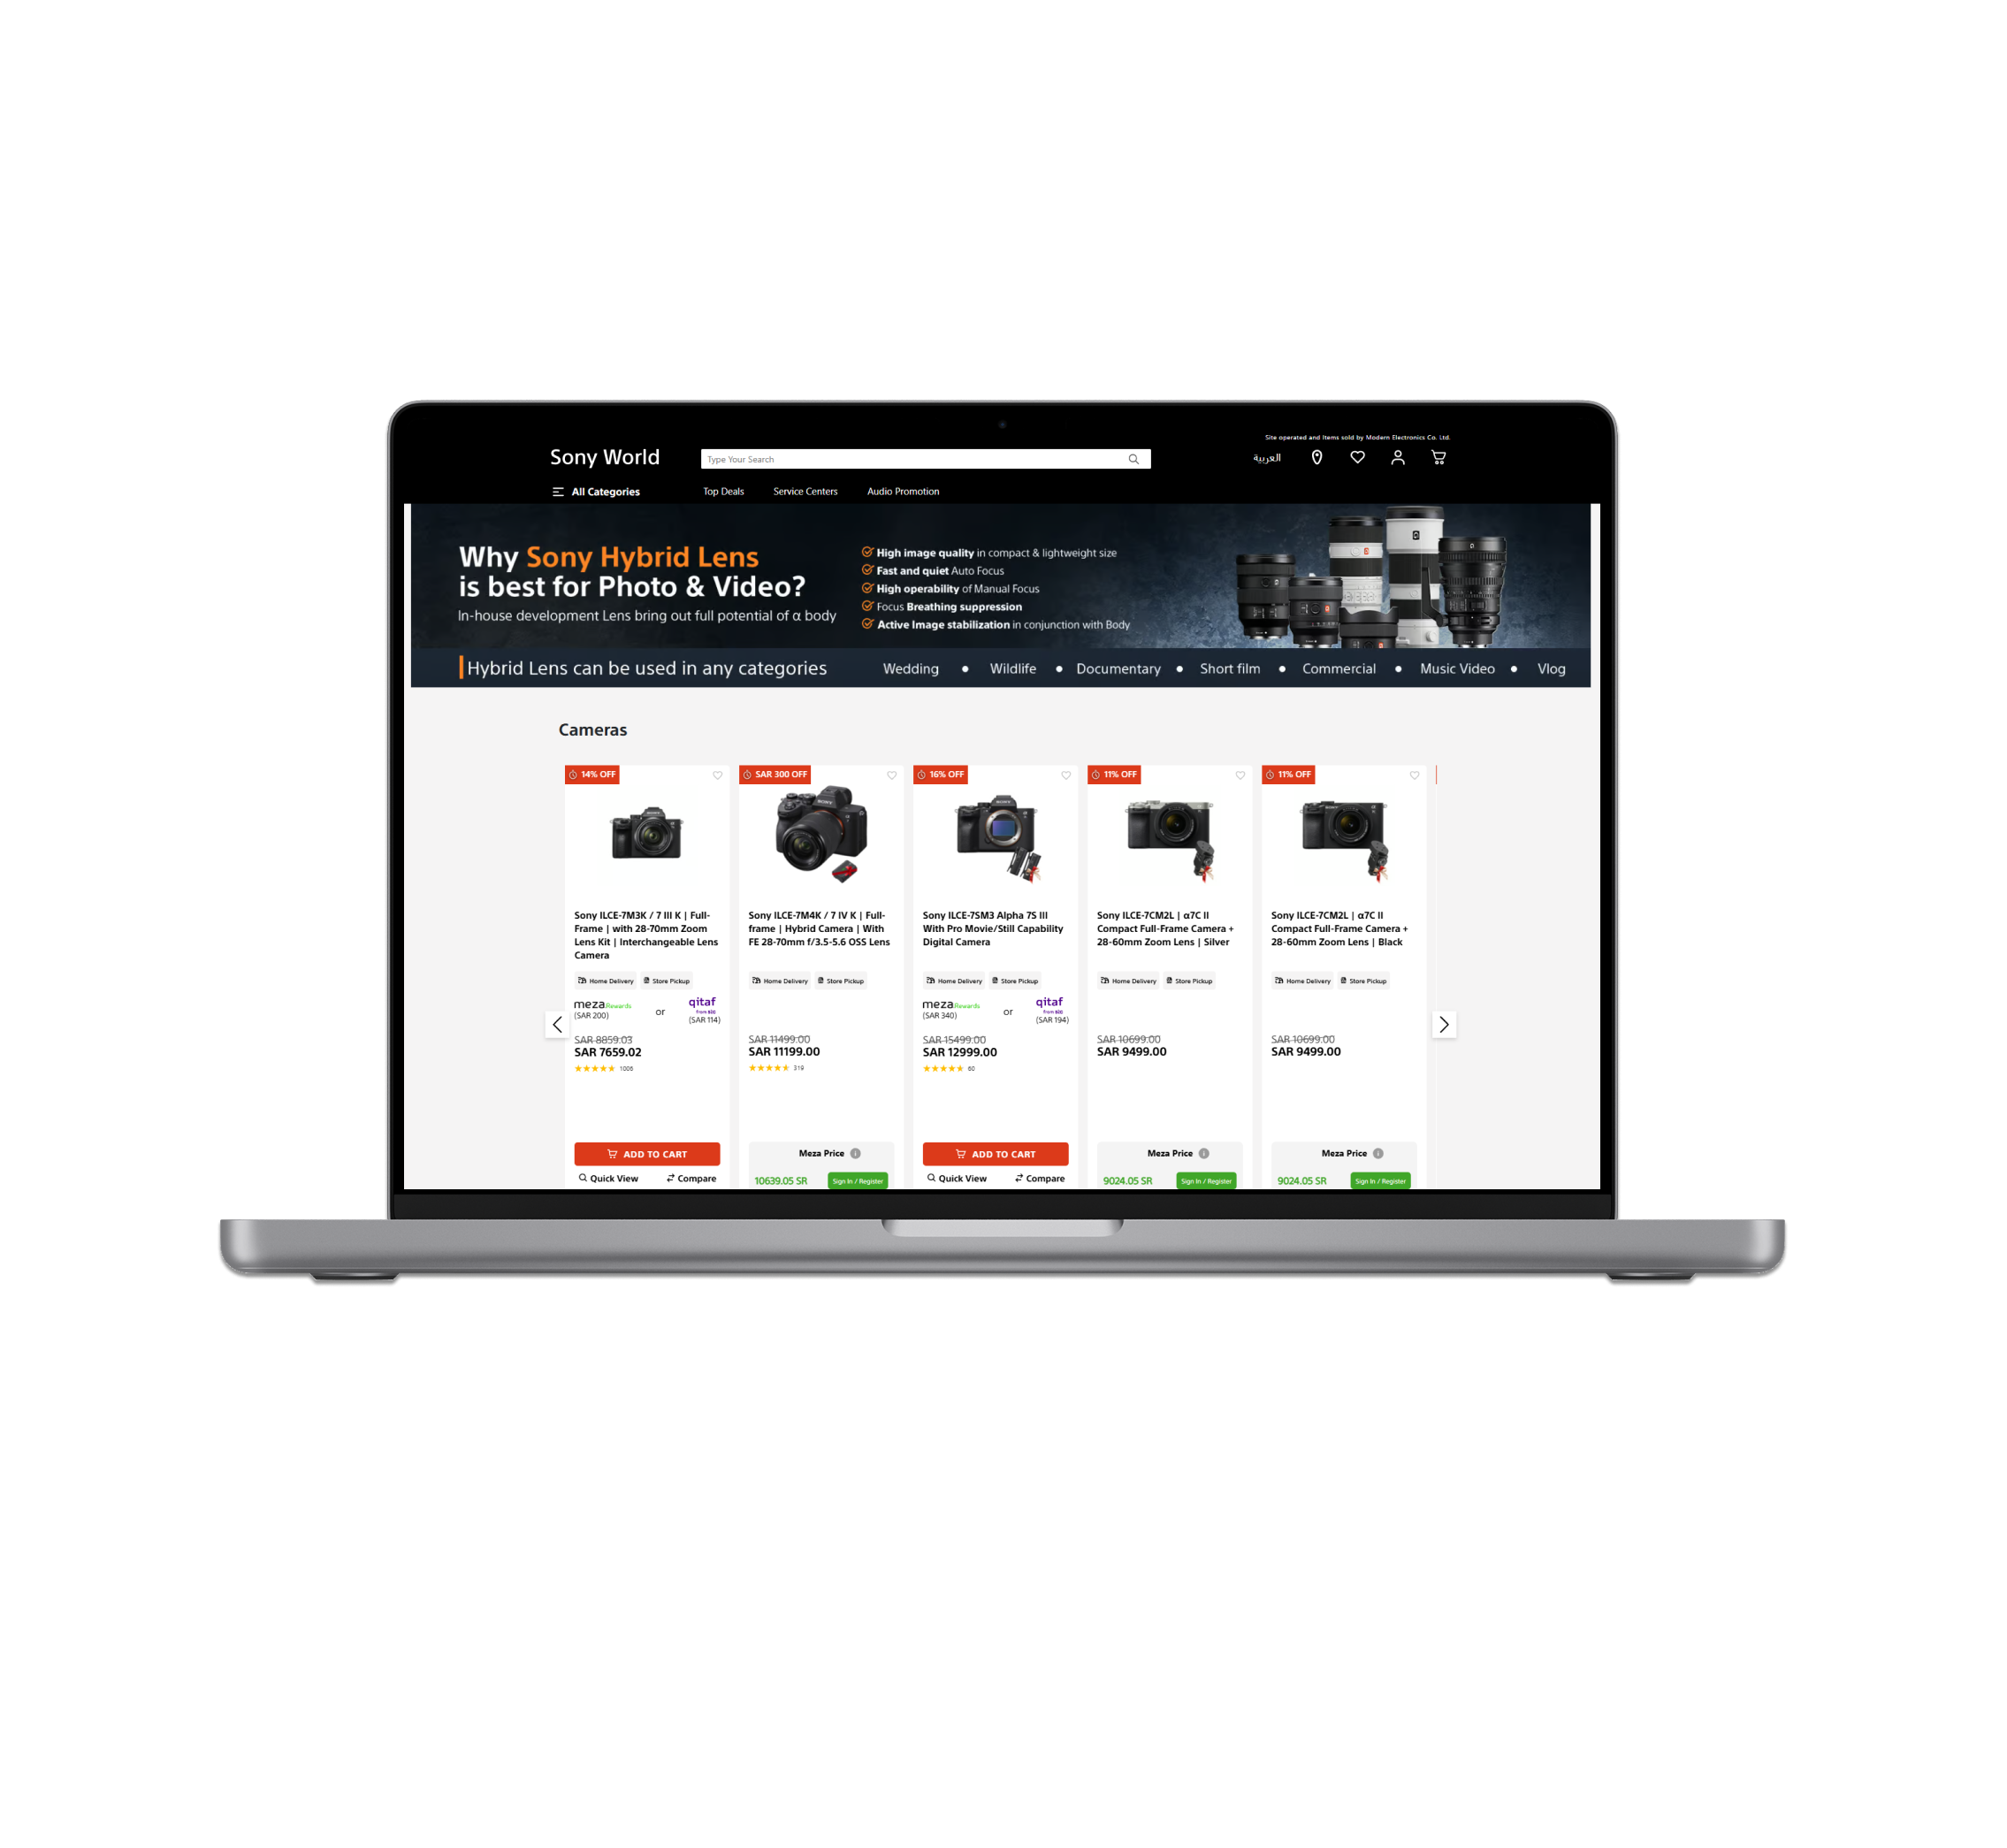 Site operated and Items sold by Modern Electronics Co. Ltd.
Sony World
Type Your Search
العربية
All Categories
Top Deals
Service Centers
Audio Promotion
Why Sony Hybrid Lens
is best for Photo & Video?
In-house development Lens bring out full potential of α body
High image quality in compact & lightweight size
Fast and quiet Auto Focus
High operability of Manual Focus
Focus Breathing suppression
Active Image stabilization in conjunction with Body
Hybrid Lens can be used in any categories
Wedding • Wildlife • Documentary • Short film • Commercial • Music Video • Vlog
Cameras
14% OFF
SONY
Sony ILCE-7M3K / 7 III K | Full-
Frame | with 28-70mm Zoom
Lens Kit | Interchangeable Lens
Camera
Home Delivery
Store Pickup
meza Rewards
(SAR 200)
or
qitaf
(SAR 114)
SAR 8859.03
SAR 7659.02
1006
ADD TO CART
Quick View
Compare
SAR 300 OFF
SONY
Sony ILCE-7M4K / 7 IV K | Full-
frame | Hybrid Camera | With
FE 28-70mm f/3.5-5.6 OSS Lens
Home Delivery
Store Pickup
SAR 11499.00
SAR 11199.00
319
Meza Price
10639.05 SR
Sign In / Register
16% OFF
SONY
Sony ILCE-7SM3 Alpha 7S III
With Pro Movie/Still Capability
Digital Camera
Home Delivery
Store Pickup
meza Rewards
(SAR 340)
or
qitaf
(SAR 194)
SAR 15499.00
SAR 12999.00
60
ADD TO CART
Quick View
Compare
11% OFF
SONY
Sony ILCE-7CM2L | α7C II
Compact Full-Frame Camera +
28-60mm Zoom Lens | Silver
Home Delivery
Store Pickup
SAR 10699.00
SAR 9499.00
Meza Price
9024.05 SR
Sign In / Register
11% OFF
SONY
Sony ILCE-7CM2L | α7C II
Compact Full-Frame Camera +
28-60mm Zoom Lens | Black
Home Delivery
Store Pickup
SAR 10699.00
SAR 9499.00
Meza Price
9024.05 SR
Sign In / Register